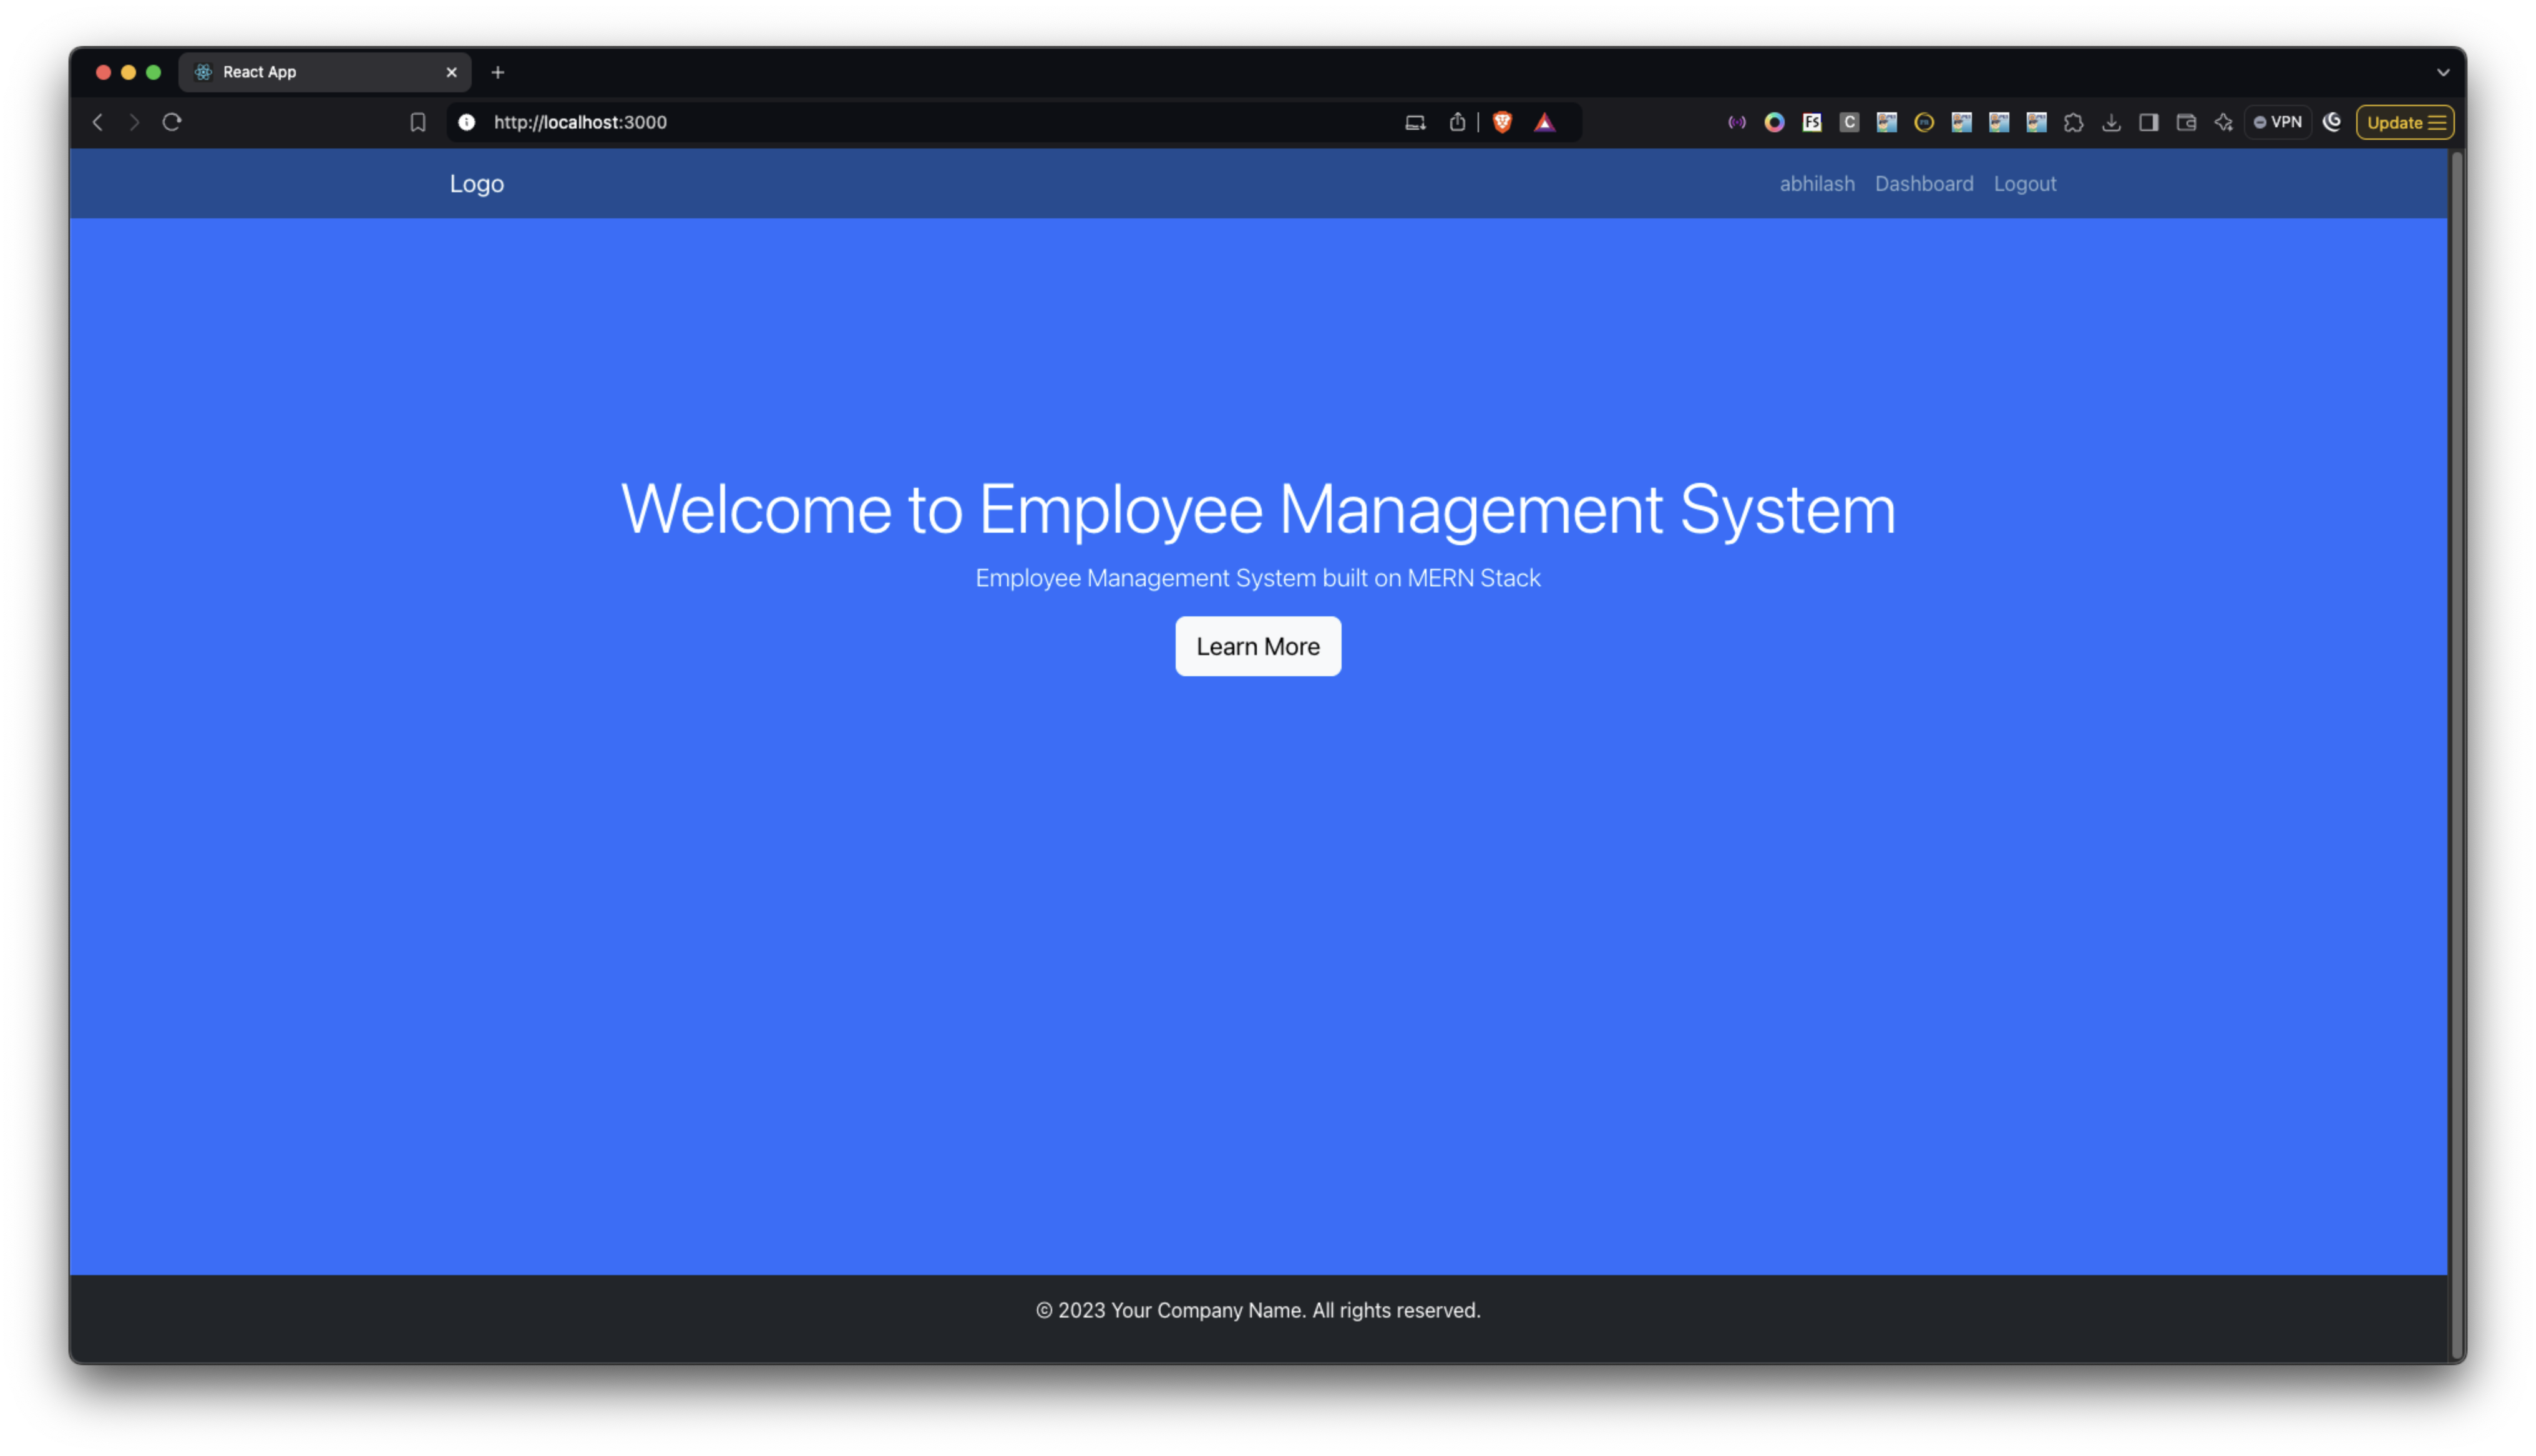 React App
http://localhost:3000
FS
C
VPN
Update
Logo
abhilash Dashboard Logout
Welcome to Employee Management System
Employee Management System built on MERN Stack
Learn More
© 2023 Your Company Name. All rights reserved.